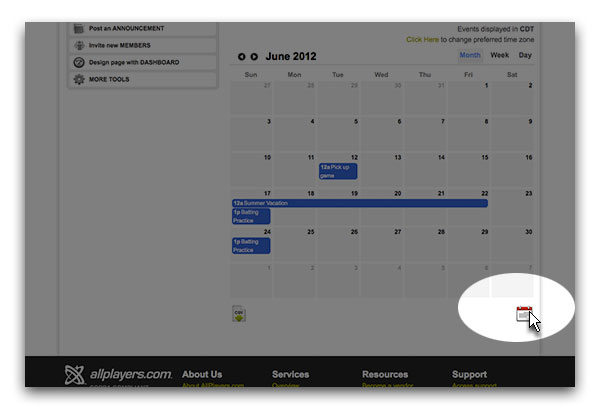 Post an ANNOUNCEMENT
Invite new MEMBERS
Design page with DASHBOARD
MORE TOOLS
Events displayed in CDT
Click Here to change preferred time zone
June 2012
Month Week Day
Sun Mon Tue Wed Thu Fri Sat
27 28 29 30 31 1 2
3 4 5 6 7 8 9
10 11 12 13 14 15 16
12a Pick up
game
17 18 19 20 21 22 23
12a Summer Vacation
1p Batting
Practice
24 25 26 27 28 29 30
1p Batting
Practice
1 2 3 4 5 6 7
CSV
allplayers.com
About Us Services Resources Support
About AllPlayers.com Overview Become a vendor Access support